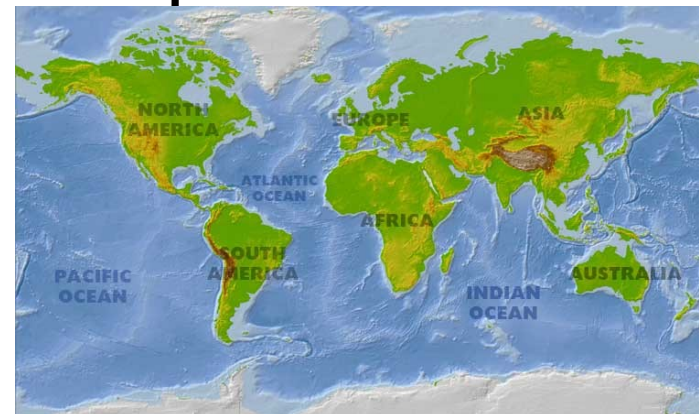 NORTH
AMERICA
EUROPE
ASIA
ATLANTIC
OCEAN
AFRICA
SOUTH
AMERICA
PACIFIC
OCEAN
INDIAN
OCEAN
AUSTRALIA